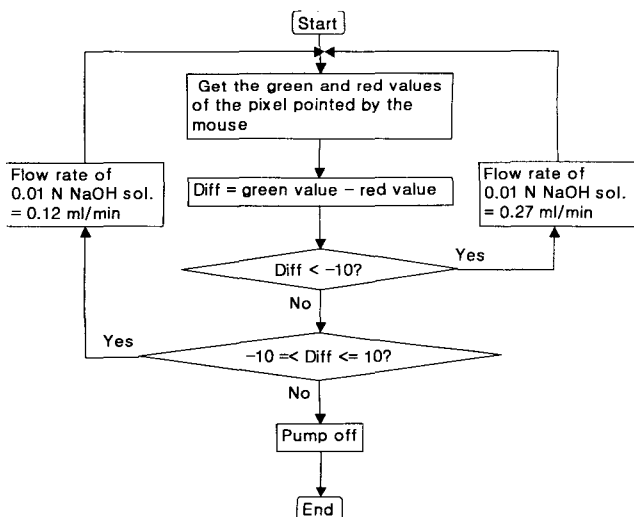 Start
Get the green and red values
of the pixel pointed by the
mouse
Flow rate of
0.01 N NaOH sol.
= 0.12 ml/min
Diff = green value – red value
Flow rate of
0.01 N NaOH sol.
= 0.27 ml/min
Diff < –10?
Yes
No
Yes
–10 =< Diff <= 10?
No
Pump off
End